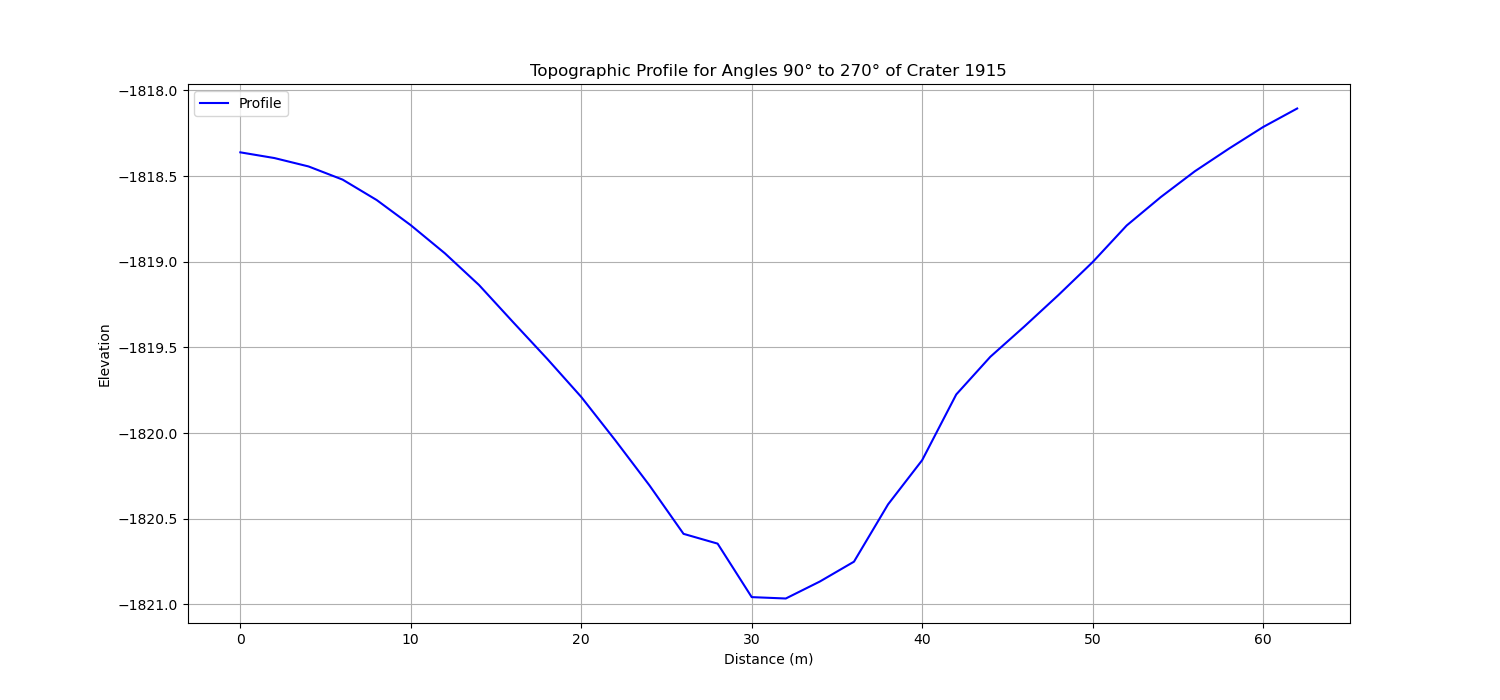 Topographic Profile for Angles 90° to 270° of Crater 1915
Profile
−1818.0
−1818.5
−1819.0
−1819.5
−1820.0
−1820.5
−1821.0
Elevation
0 10 20 30 40 50 60
Distance (m)